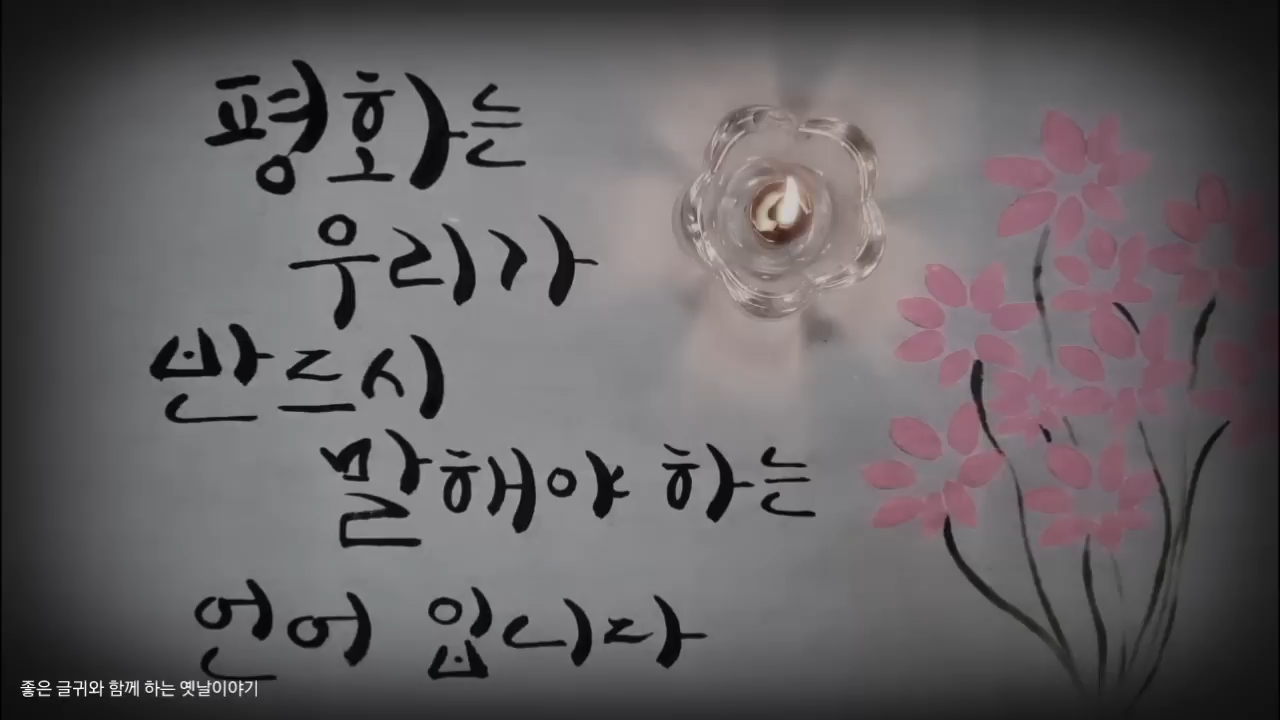 평화는
우리가
반드시
말해야 하는
언어 입니다
좋은 글귀와 함께 하는 옛날이야기